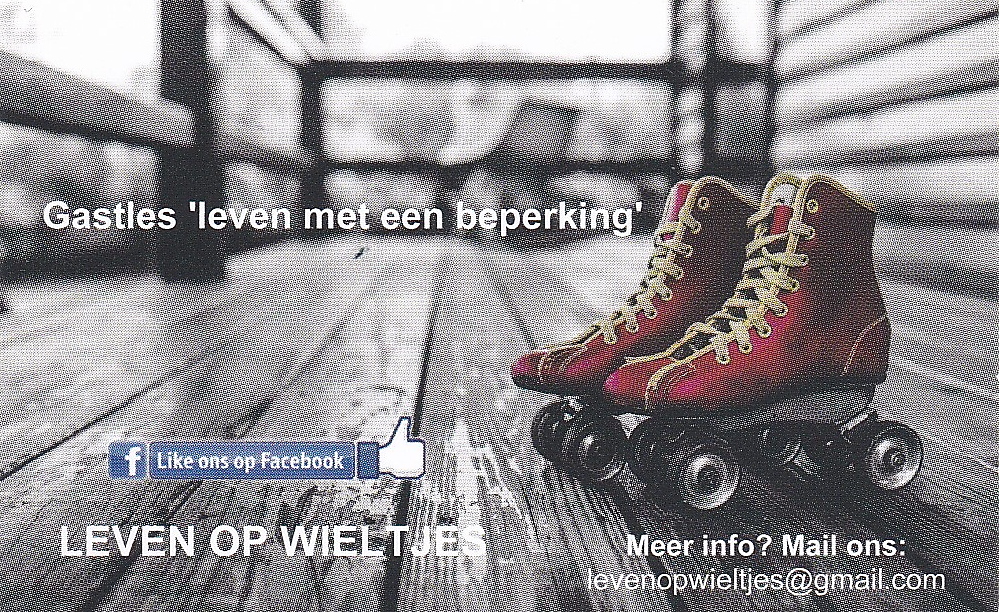 Gastles 'leven met een beperking'
f Like ons op Facebook
LEVEN OP WIELTJES
Meer info? Mail ons:
levenopwieltjes@gmail.com